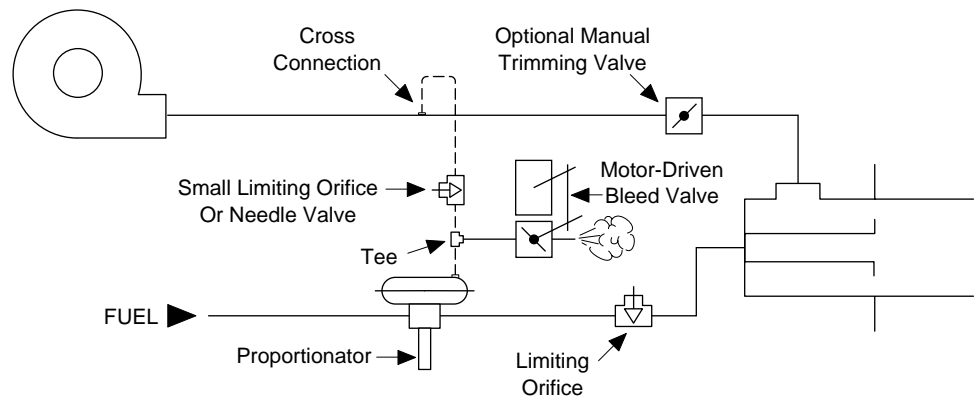 Cross
Connection
Optional Manual
Trimming Valve
Small Limiting Orifice
Or Needle Valve
Motor-Driven
Bleed Valve
Tee
FUEL
Proportionator
Limiting
Orifice